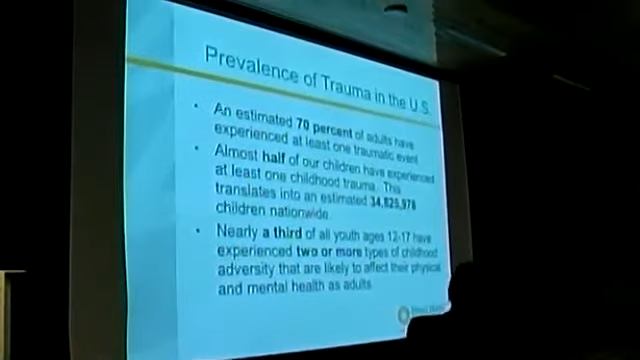 Prevalence of Trauma in the U.S.
• An estimated 70 percent of adults have
experienced at least one traumatic event
• Almost half of our children have experienced
at least one childhood trauma. This
translates into an estimated 34,825,978
children nationwide.
• Nearly a third of all youth ages 12-17 have
experienced two or more types of childhood
adversity that are likely to affect their physical
and mental health as adults